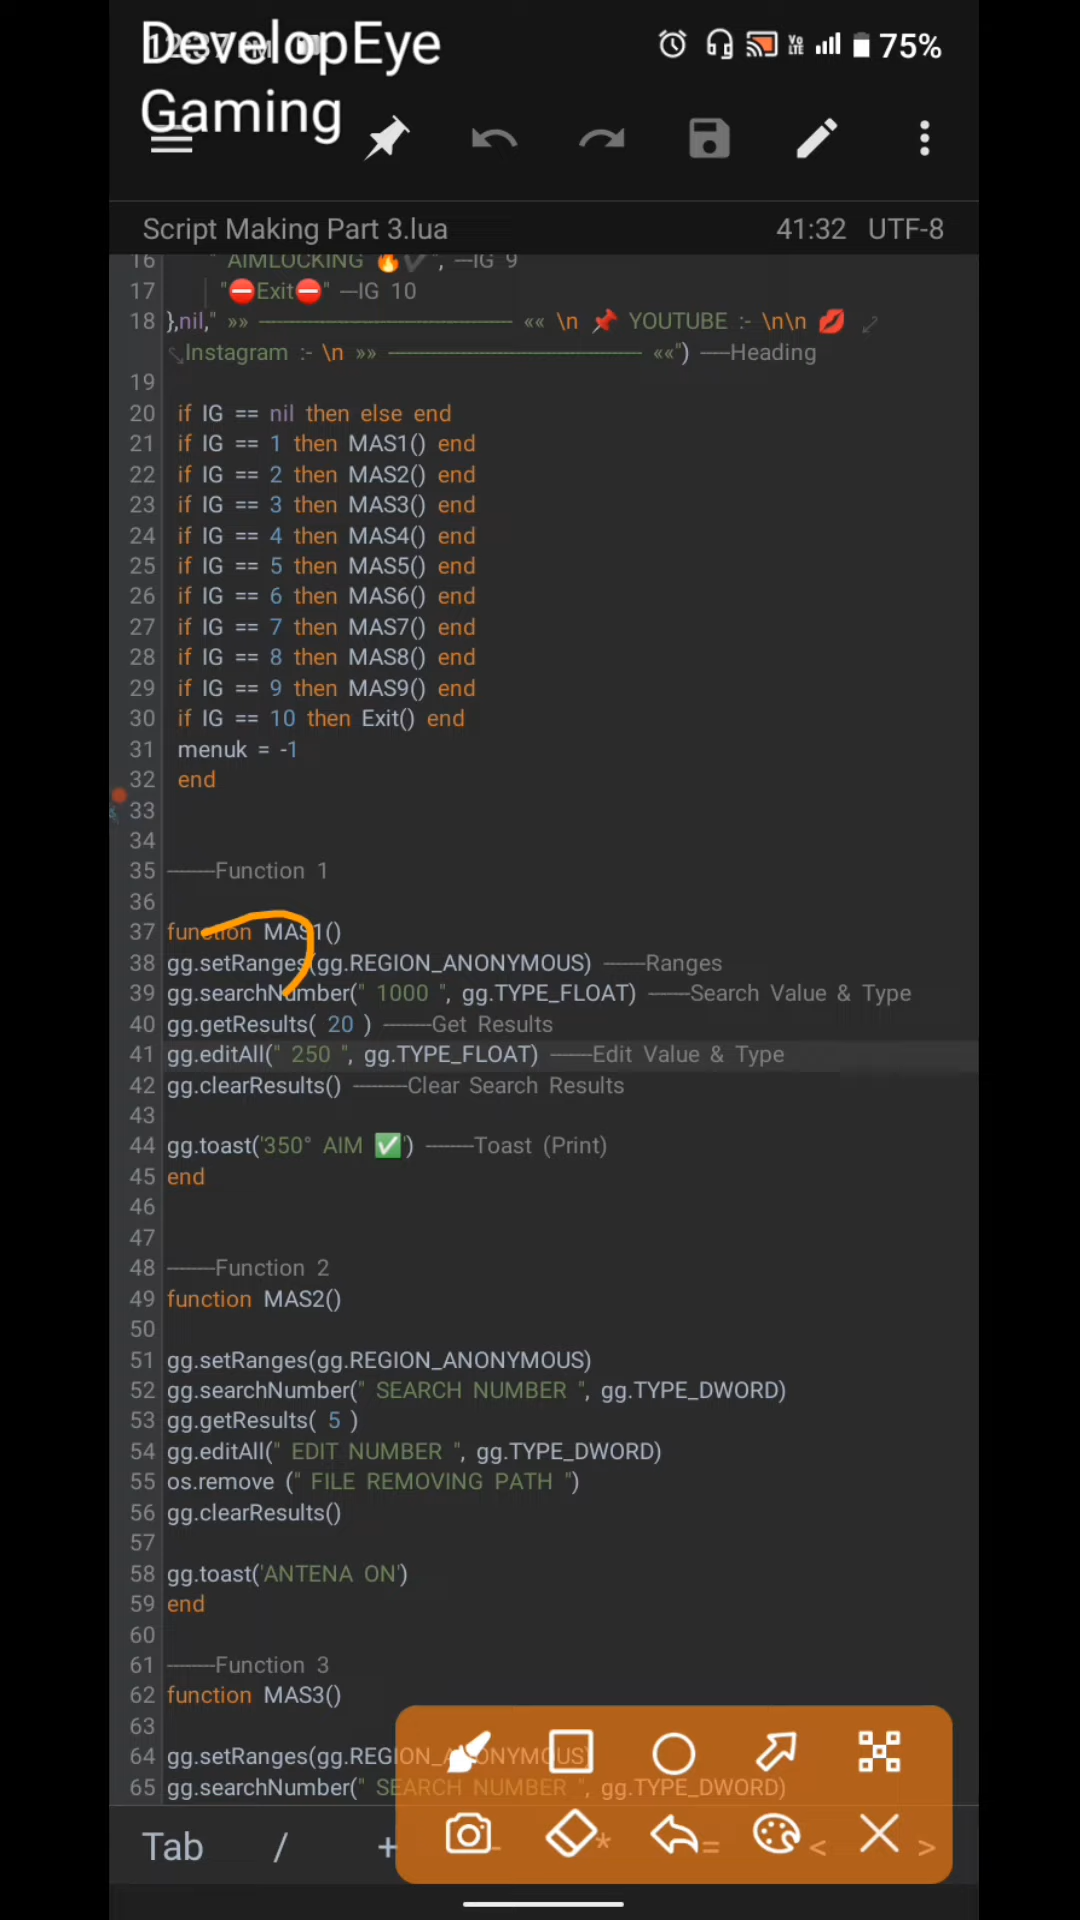 DevelopEye
Gaming
75%
Script Making Part 3.lua 41:32 UTF-8
16 " AIMLOCKING 🔥✔", --IG 9
17 "⛔Exit⛔" --IG 10
18 },nil," »» ---------------------------- «« \n 📌 YOUTUBE :- \n\n 💋
Instagram :- \n »» ---------------------------- ««") ---Heading
19
20 if IG == nil then else end
21 if IG == 1 then MAS1() end
22 if IG == 2 then MAS2() end
23 if IG == 3 then MAS3() end
24 if IG == 4 then MAS4() end
25 if IG == 5 then MAS5() end
26 if IG == 6 then MAS6() end
27 if IG == 7 then MAS7() end
28 if IG == 8 then MAS8() end
29 if IG == 9 then MAS9() end
30 if IG == 10 then Exit() end
31 menuk = -1
32 end
33
34
35 -----Function 1
36
37 function MAS1()
38 gg.setRanges(gg.REGION_ANONYMOUS) -----Ranges
39 gg.searchNumber(" 1000 ", gg.TYPE_FLOAT) -----Search Value & Type
40 gg.getResults( 20 ) -----Get Results
41 gg.editAll(" 250 ", gg.TYPE_FLOAT) -----Edit Value & Type
42 gg.clearResults() ------Clear Search Results
43
44 gg.toast('350° AIM ✅') -----Toast (Print)
45 end
46
47
48 -----Function 2
49 function MAS2()
50
51 gg.setRanges(gg.REGION_ANONYMOUS)
52 gg.searchNumber(" SEARCH NUMBER ", gg.TYPE_DWORD)
53 gg.getResults( 5 )
54 gg.editAll(" EDIT NUMBER ", gg.TYPE_DWORD)
55 os.remove (" FILE REMOVING PATH ")
56 gg.clearResults()
57
58 gg.toast('ANTENA ON')
59 end
60
61 -----Function 3
62 function MAS3()
63
64 gg.setRanges(gg.REGION_ANONYMOUS)
65 gg.searchNumber(" SEARCH NUMBER ", gg.TYPE_DWORD)
Tab / + - * = < >